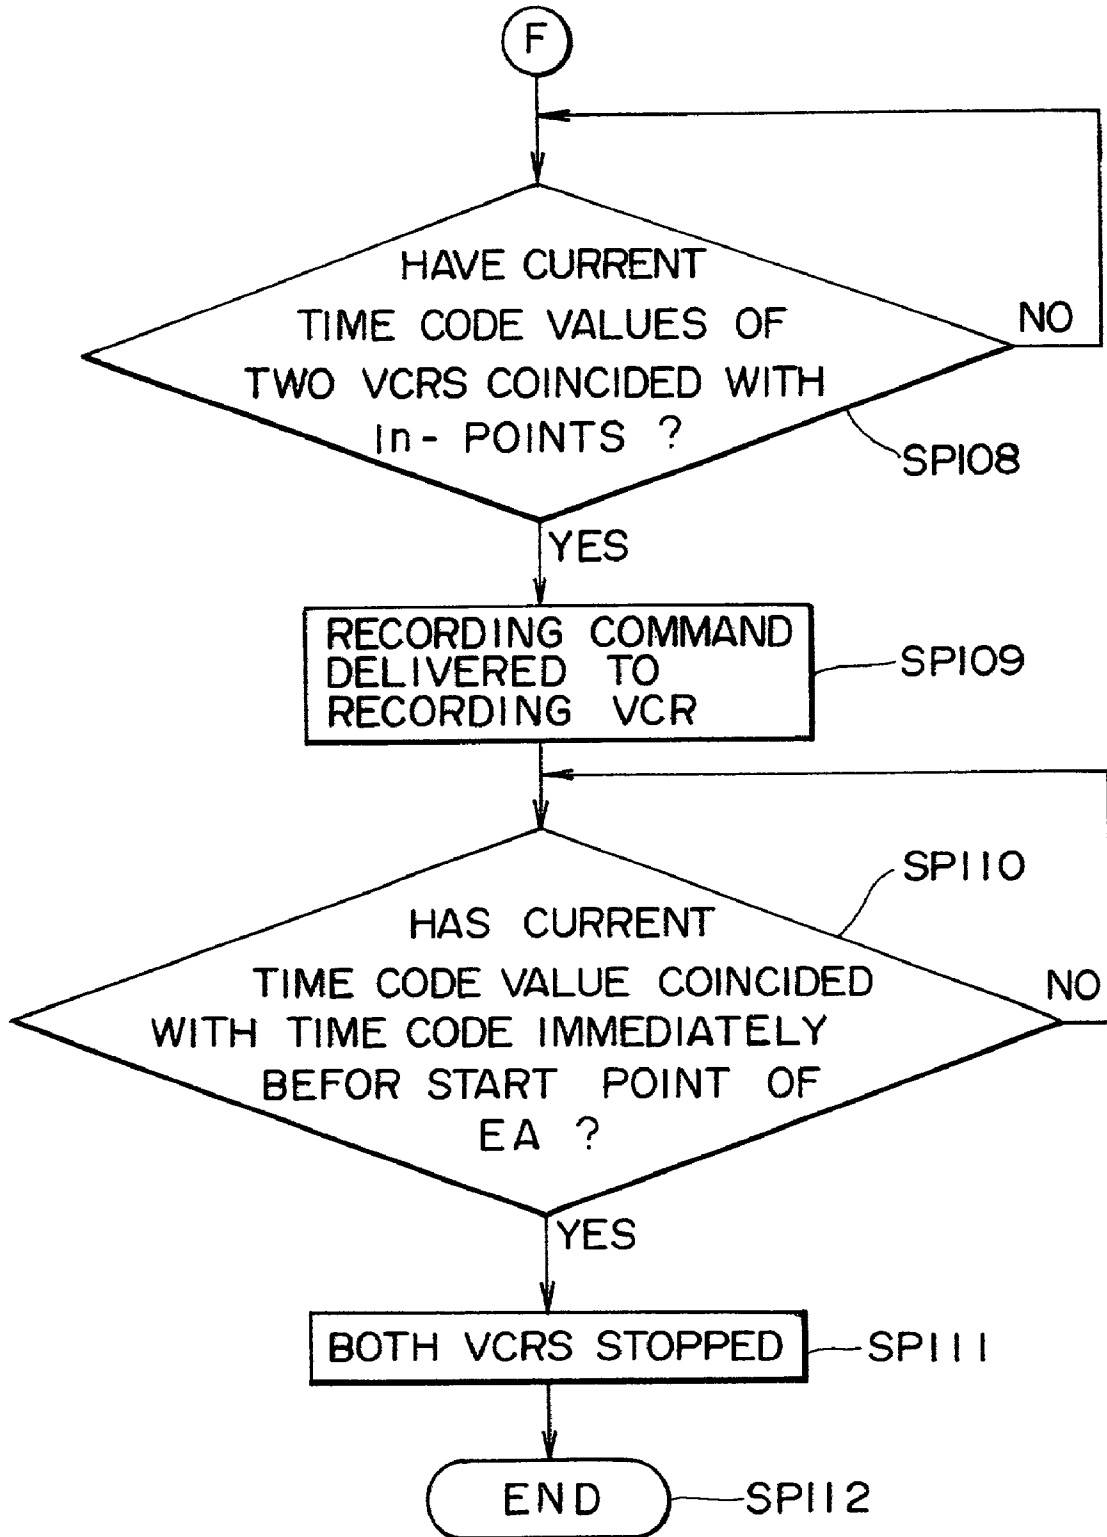 F
HAVE CURRENT
TIME CODE VALUES OF
TWO VCRS COINCIDED WITH
In- POINTS ?
NO
SP108
YES
RECORDING COMMAND
DELIVERED TO
RECORDING VCR
SP109
SP110
HAS CURRENT
TIME CODE VALUE COINCIDED
WITH TIME CODE IMMEDIATELY
BEFOR START POINT OF
EA ?
NO
YES
BOTH VCRS STOPPED
SP111
END
SP112